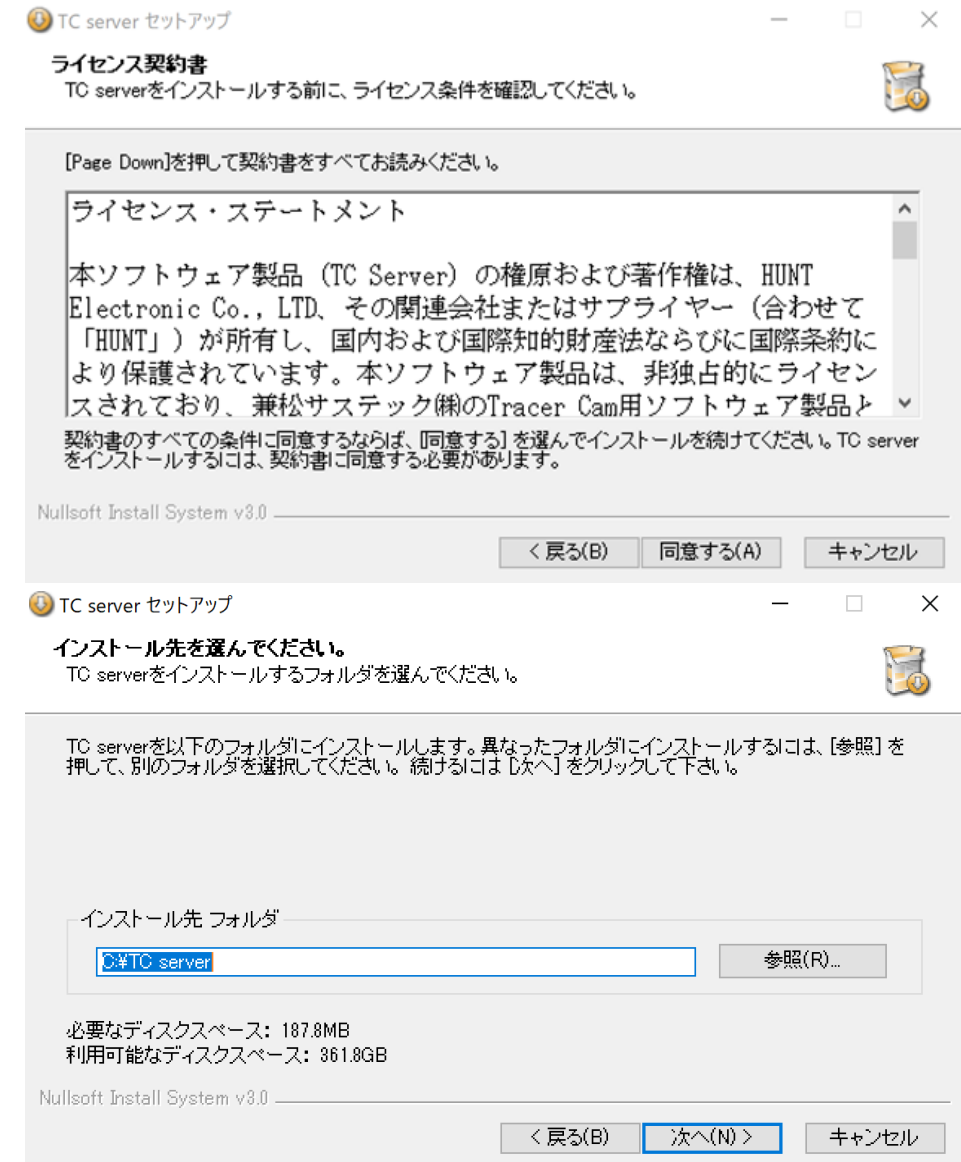 TC server セットアップ
ライセンス契約書
TC serverをインストールする前に、ライセンス条件を確認してください。
[Page Down]を押して契約書をすべてお読みください。
ライセンス・ステートメント
本ソフトウェア製品（TC Server）の権原および著作権は、HUNT
Electronic Co., LTD、その関連会社またはサプライヤー（合わせて
「HUNT」）が所有し、国内および国際知的財産法ならびに国際条約に
より保護されています。本ソフトウェア製品は、非独占的にライセン
スされており、兼松サステック㈱のTracer Cam用ソフトウェア製品と
契約書のすべての条件に同意するならば、[同意する] を選んでインストールを続けてください。TC server
をインストールするには、契約書に同意する必要があります。
Nullsoft Install System v3.0
< 戻る(B) 同意する(A) キャンセル
TC server セットアップ
インストール先を選んでください。
TC serverをインストールするフォルダを選んでください。
TC serverを以下のフォルダにインストールします。異なったフォルダにインストールするには、[参照] を
押して、別のフォルダを選択してください。 続けるには [次へ] をクリックして下さい。
インストール先 フォルダ
C:¥TC server 参照(R)...
必要なディスクスペース: 187.8MB
利用可能なディスクスペース: 361.8GB
Nullsoft Install System v3.0
< 戻る(B) 次へ(N) > キャンセル